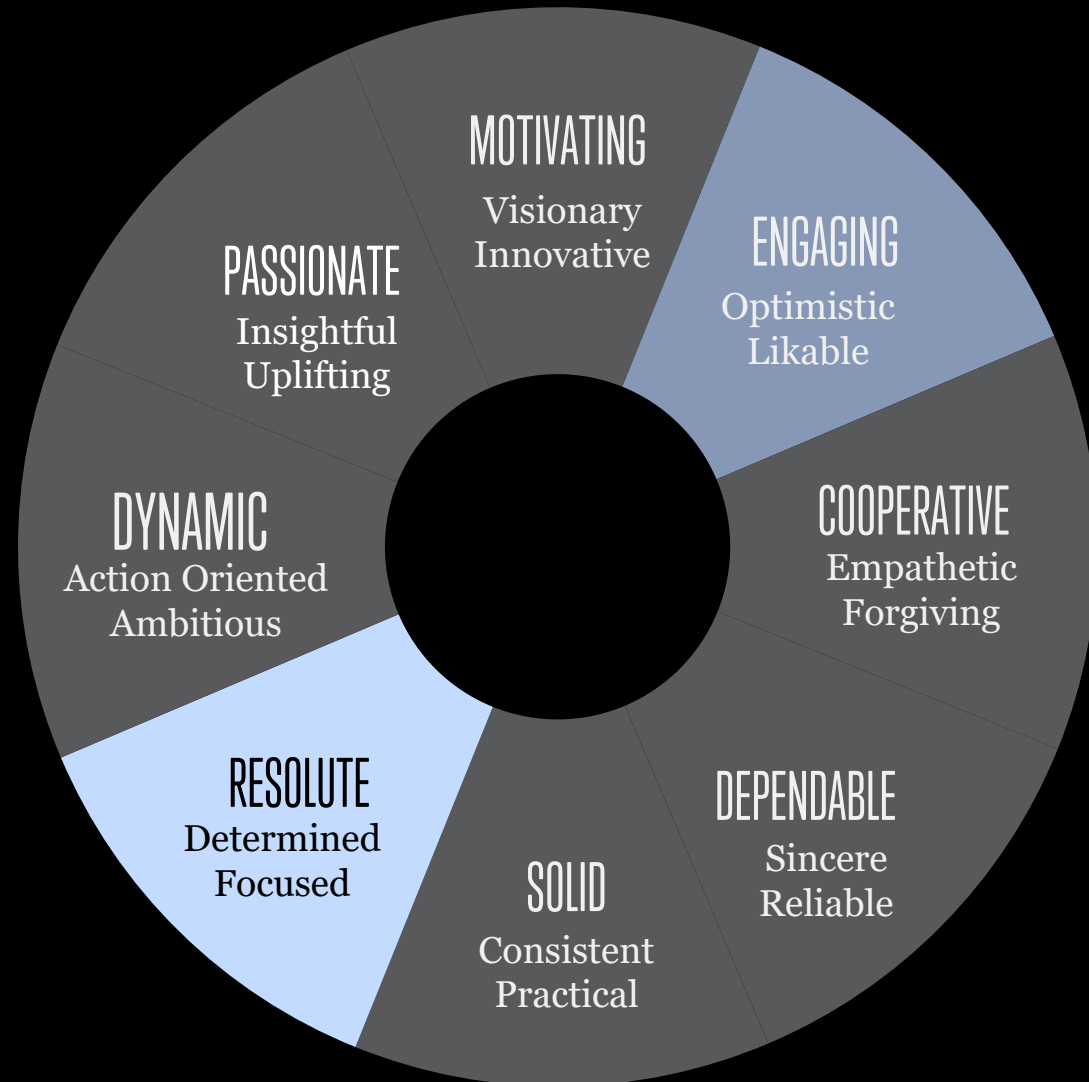 MOTIVATING
Visionary
Innovative
ENGAGING
Optimistic
Likable
COOPERATIVE
Empathetic
Forgiving
DEPENDABLE
Sincere
Reliable
SOLID
Consistent
Practical
RESOLUTE
Determined
Focused
DYNAMIC
Action Oriented
Ambitious
PASSIONATE
Insightful
Uplifting